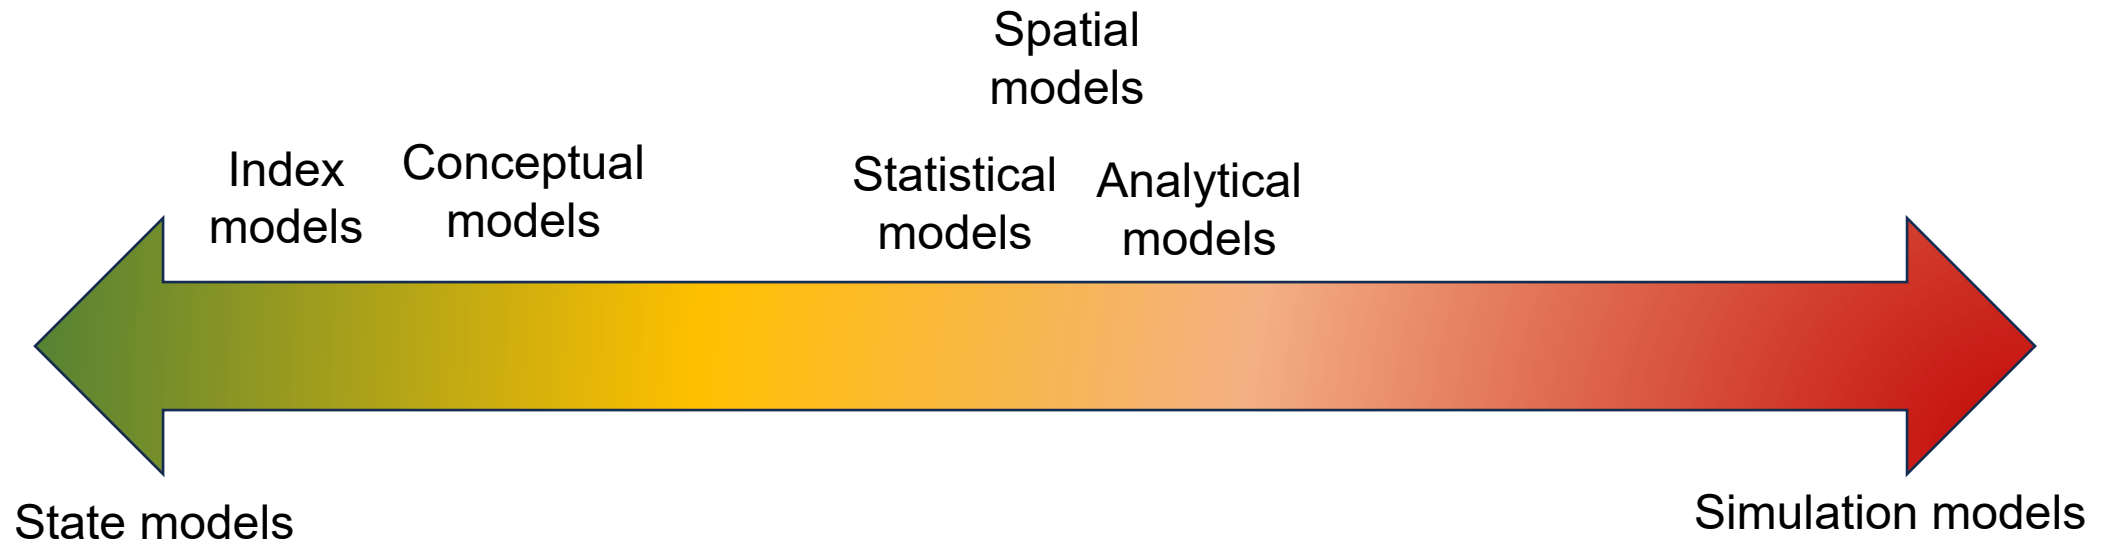 Spatial
models
Index
models
Conceptual
models
Statistical
models
Analytical
models
State models
Simulation models